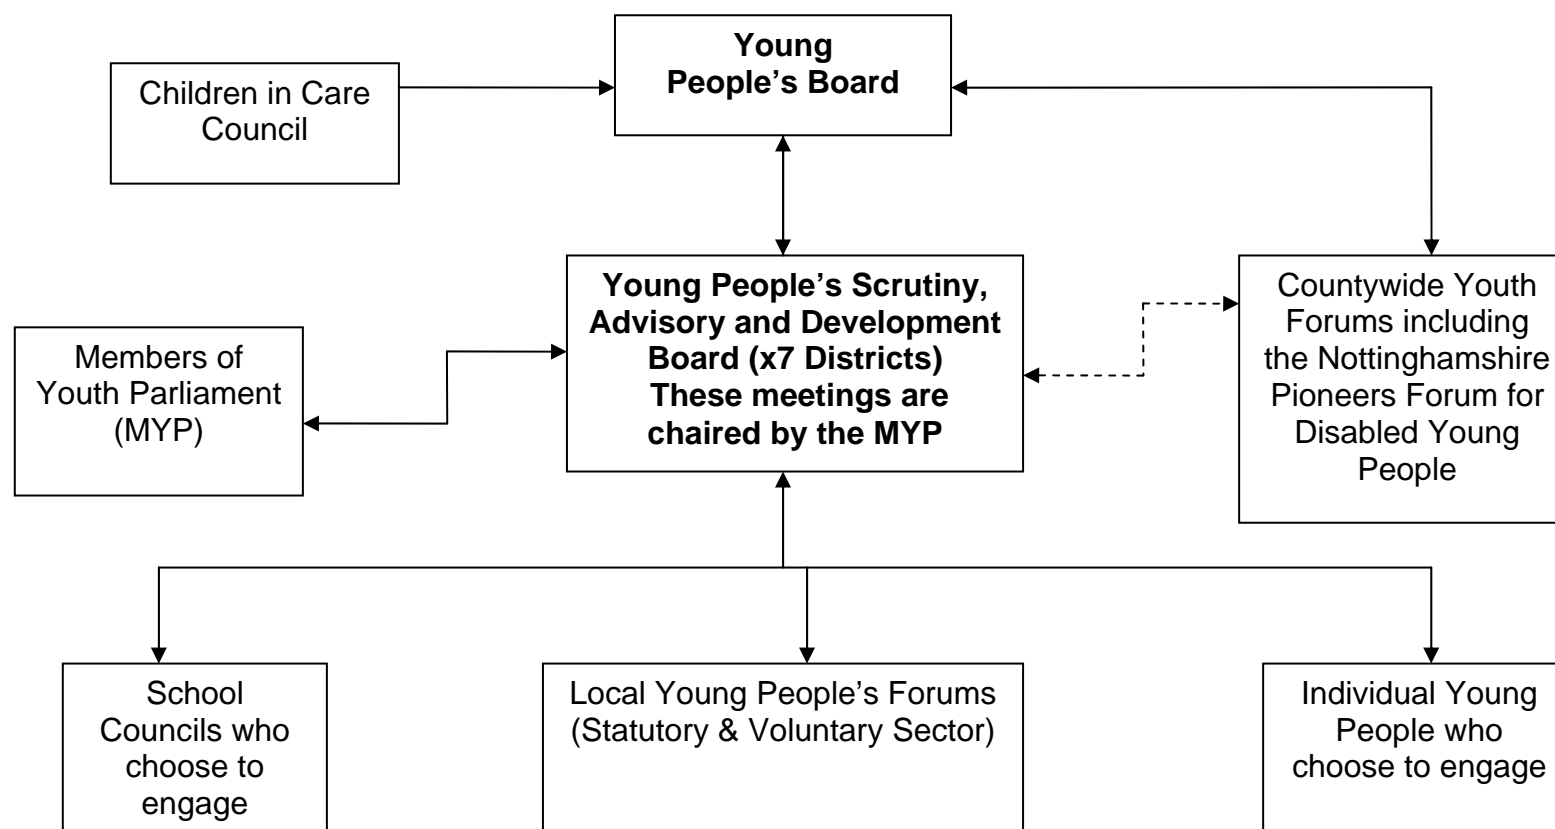 Young
People’s Board
Children in Care
Council
Young People’s Scrutiny,
Advisory and Development
Board (x7 Districts)
These meetings are
chaired by the MYP
Members of
Youth Parliament
(MYP)
Countywide Youth
Forums including
the Nottinghamshire
Pioneers Forum for
Disabled Young
People
School
Councils who
choose to
engage
Local Young People’s Forums
(Statutory & Voluntary Sector)
Individual Young
People who
choose to engage